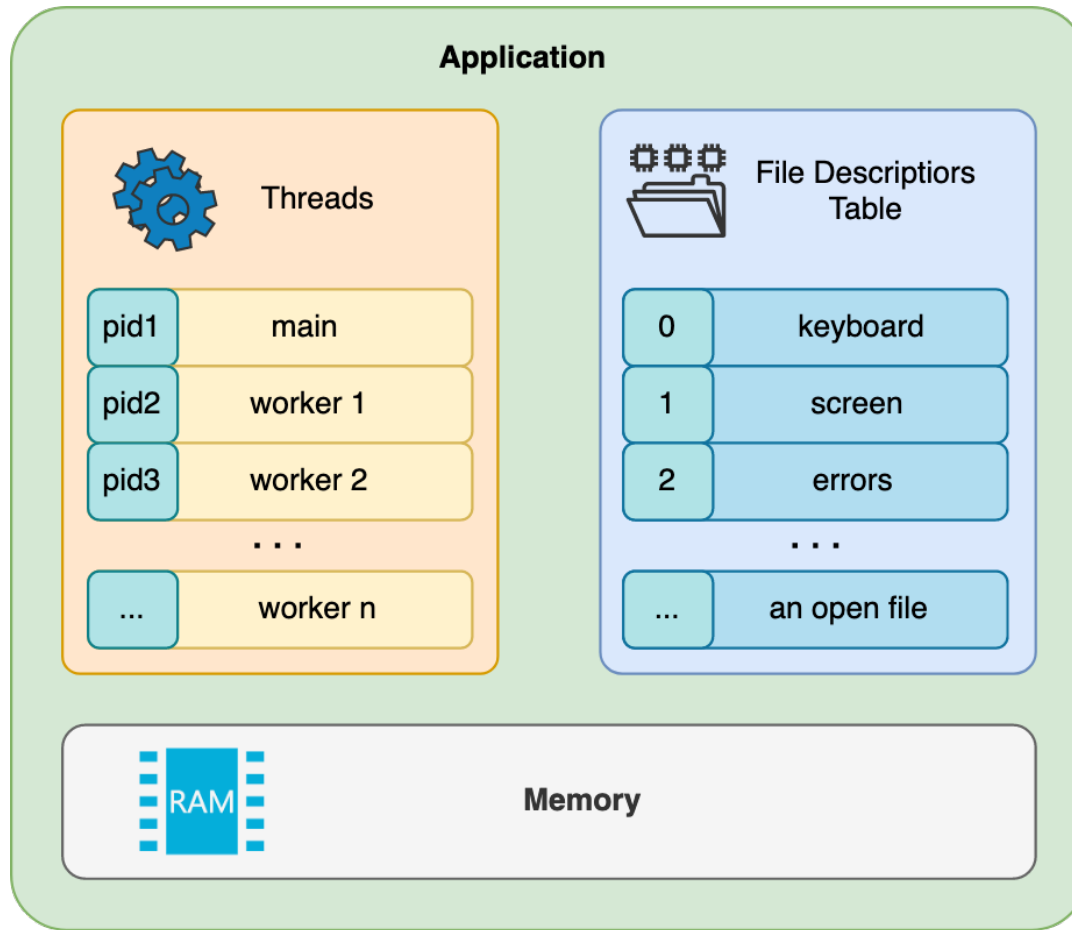 Application
Threads
pid1 main
pid2 worker 1
pid3 worker 2
. . .
... worker n
File Descriptiors
Table
0 keyboard
1 screen
2 errors
. . .
... an open file
RAM
Memory